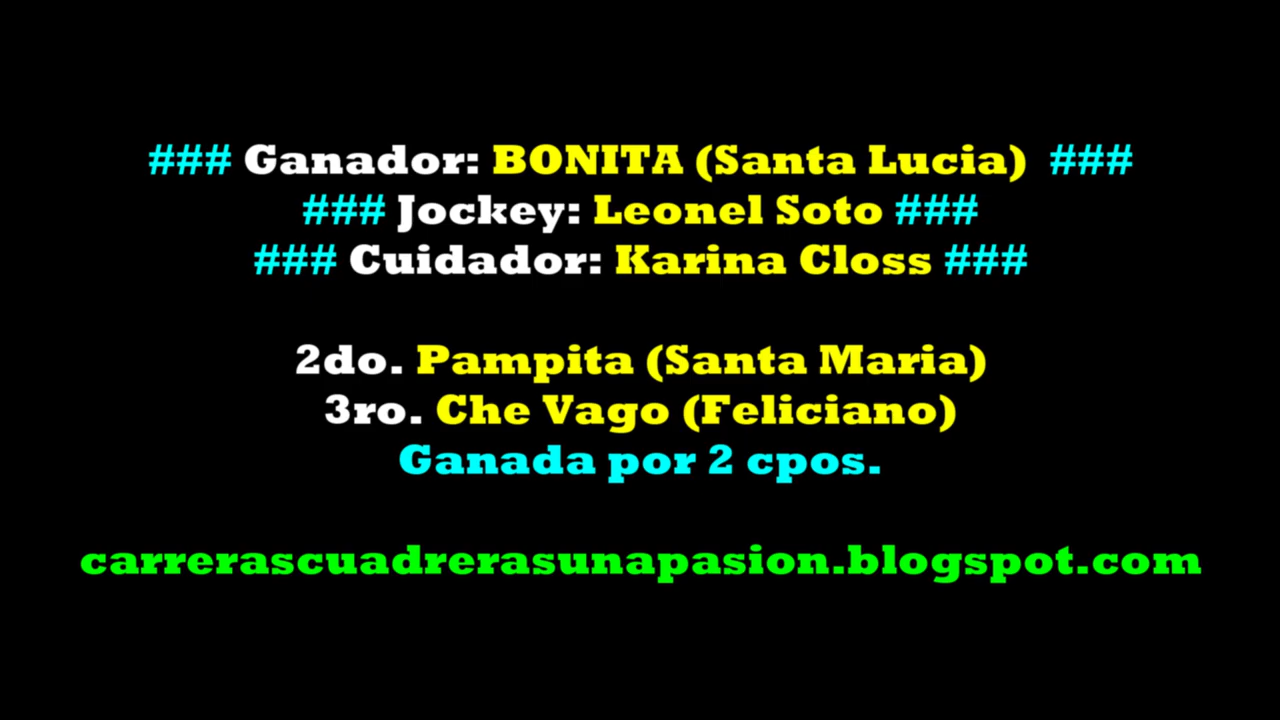 ### Ganador: BONITA (Santa Lucia) ###
### Jockey: Leonel Soto ###
### Cuidador: Karina Closs ###
2do. Pampita (Santa Maria)
3ro. Che Vago (Feliciano)
Ganada por 2 cpos.
carrerascuadrerasunapasion.blogspot.com